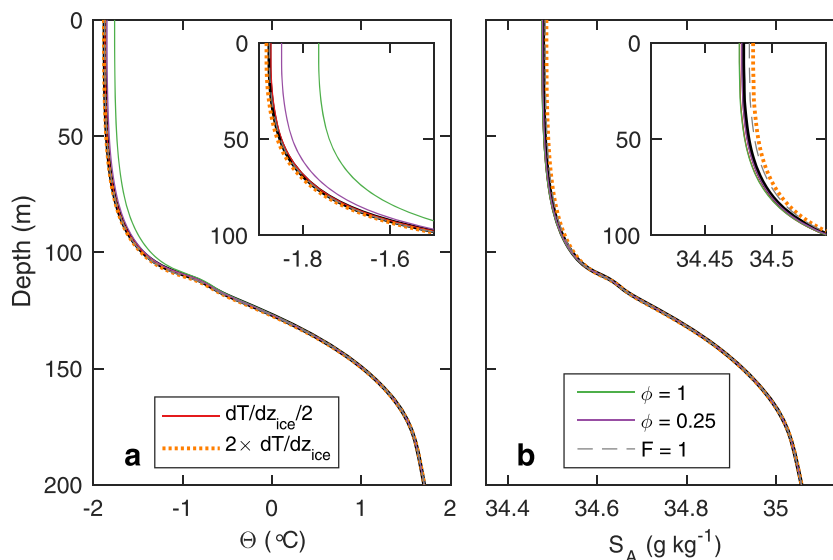 0
50
100
150
200
Depth (m)
-2
-1
0
1
2
Θ (°C)
0
50
100
-1.8
-1.6
dT/dz_ice/2
2× dT/dz_ice
a
0
50
100
34.45
34.5
ϕ = 1
ϕ = 0.25
F = 1
b
34.4
34.6
34.8
35
S_A (g kg⁻¹)